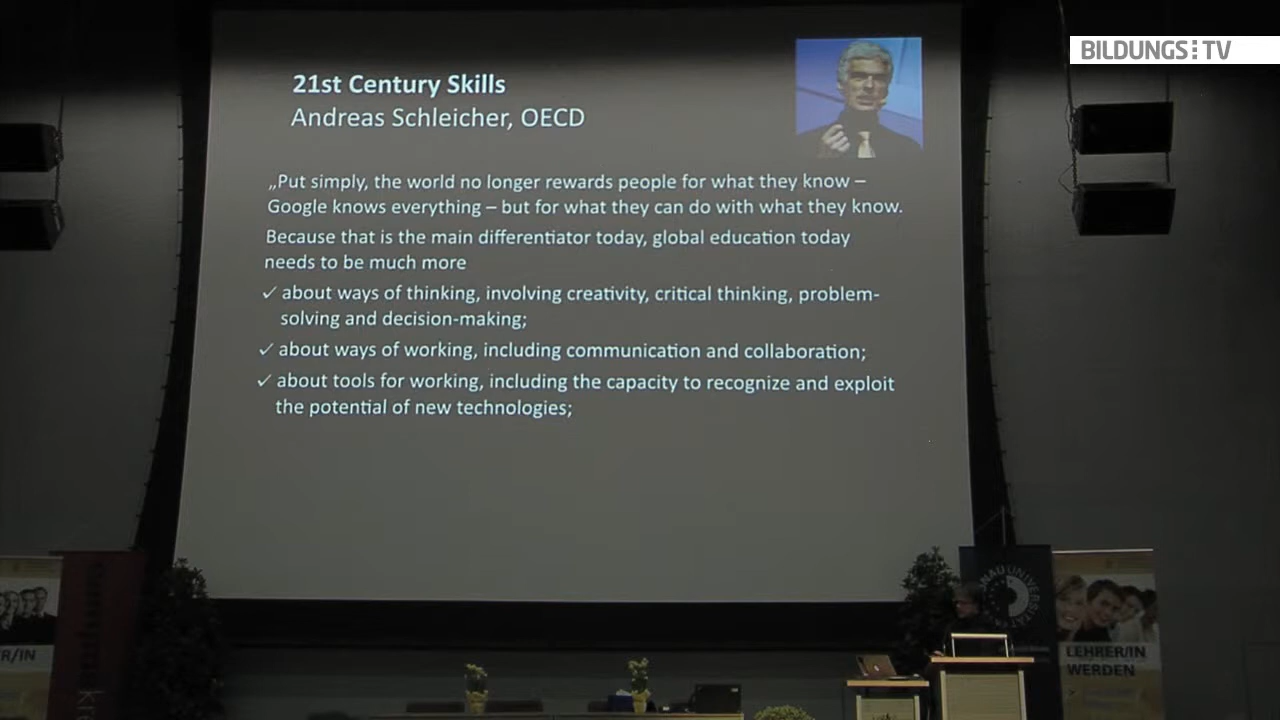 BILDUNGS TV
21st Century Skills
Andreas Schleicher, OECD
„Put simply, the world no longer rewards people for what they know –
Google knows everything – but for what they can do with what they know.
Because that is the main differentiator today, global education today
needs to be much more
✓ about ways of thinking, involving creativity, critical thinking, problem-
solving and decision-making;
✓ about ways of working, including communication and collaboration;
✓ about tools for working, including the capacity to recognize and exploit
the potential of new technologies;
R/IN
LEHRER/IN
WERDEN